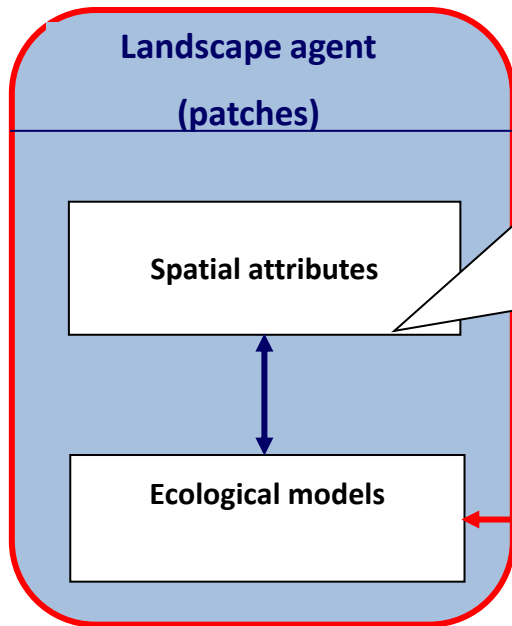 Landscape agent
(patches)
Spatial attributes
Ecological models